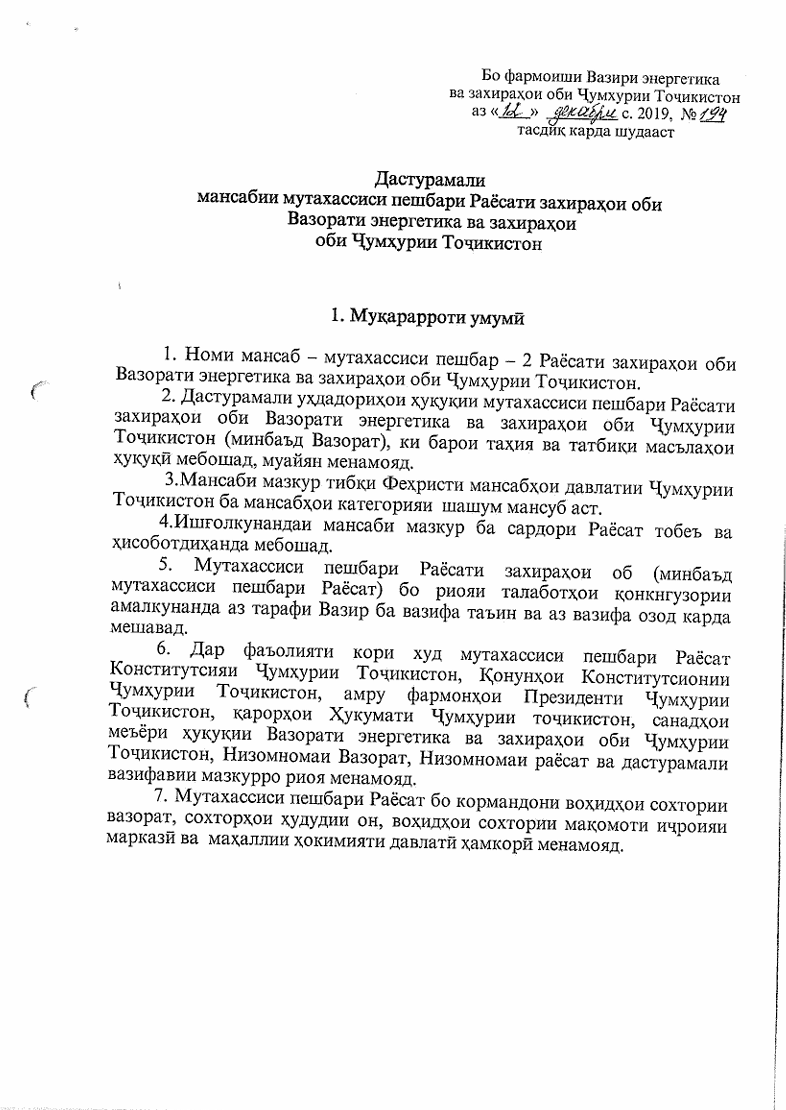 Бо фармоиши Вазири энергетика
ва захираҳои оби Ҷумхурии Тоҷикистон
аз «12» декабри с. 2019, №194
тасдиқ карда шудааст
Дастурамали
мансабии мутахассиси пешбари Раёсати захираҳои оби
Вазорати энергетика ва захираҳои
оби Ҷумҳурии Тоҷикистон
1. Муқарарроти умумӣ
1. Номи мансаб – мутахассиси пешбар – 2 Раёсати захираҳои оби
Вазорати энергетика ва захираҳои оби Ҷумҳурии Тоҷикистон.
2. Дастурамали уҳдадориҳои ҳуқуқии мутахассиси пешбари Раёсати
захираҳои оби Вазорати энергетика ва захираҳои оби Ҷумҳурии
Тоҷикистон (минбаъд Вазорат), ки барои таҳия ва татбиқи масълаҳои
ҳуқуқӣ мебошад, муайян менамояд.
3.Мансаби мазкур тибқи Феҳристи мансабҳои давлатии Ҷумҳурии
Тоҷикистон ба мансабҳои категорияи шашум мансуб аст.
4.Ишғолкунандаи мансаби мазкур ба сардори Раёсат тобеъ ва
ҳисоботдиҳанда мебошад.
5. Мутахассиси пешбари Раёсати захираҳои об (минбаъд
мутахассиси пешбари Раёсат) бо риояи талаботҳои қонкнгузории
амалкунанда аз тарафи Вазир ба вазифа таъин ва аз вазифа озод карда
мешавад.
6. Дар фаъолияти кори худ мутахассиси пешбари Раёсат
Конститутсияи Ҷумҳурии Тоҷикистон, Қонунҳои Конститутсионии
Ҷумҳурии Тоҷикистон, амру фармонҳои Президенти Ҷумҳурии
Тоҷикистон, қарорҳои Ҳукумати Ҷумҳурии тоҷикистон, санадҳои
меъёри ҳуқуқии Вазорати энергетика ва захираҳои оби Ҷумҳурии
Тоҷикистон, Низомномаи Вазорат, Низомномаи раёсат ва дастурамали
вазифавии мазкурро риоя менамояд.
7. Мутахассиси пешбари Раёсат бо кормандони воҳидҳои сохтории
вазорат, сохторҳои ҳудудии он, воҳидҳои сохтории мақомоти иҷроияи
марказӣ ва маҳаллии ҳокимияти давлатӣ ҳамкорӣ менамояд.